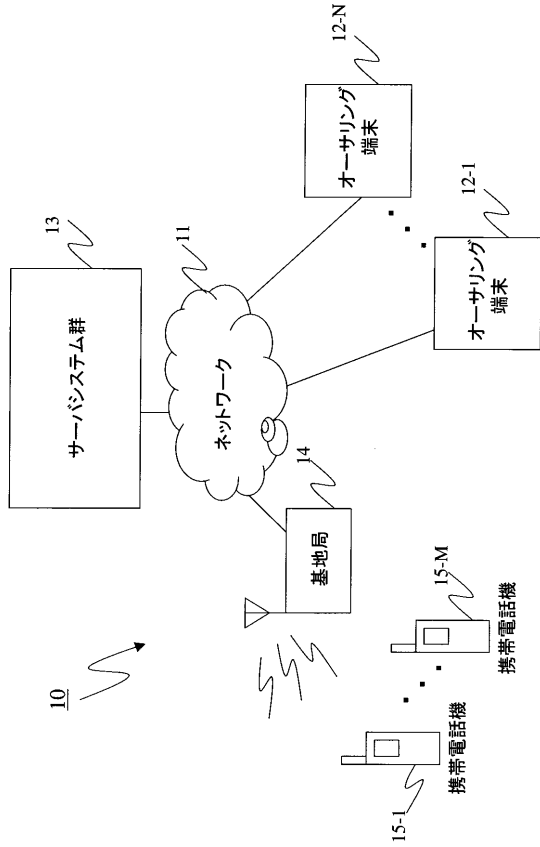 10
13
サーバシステム群
11
ネットワーク
14
基地局
12-N
オーサリング
端末
12-1
オーサリング
端末
15-M
携帯電話機
15-1
携帯電話機